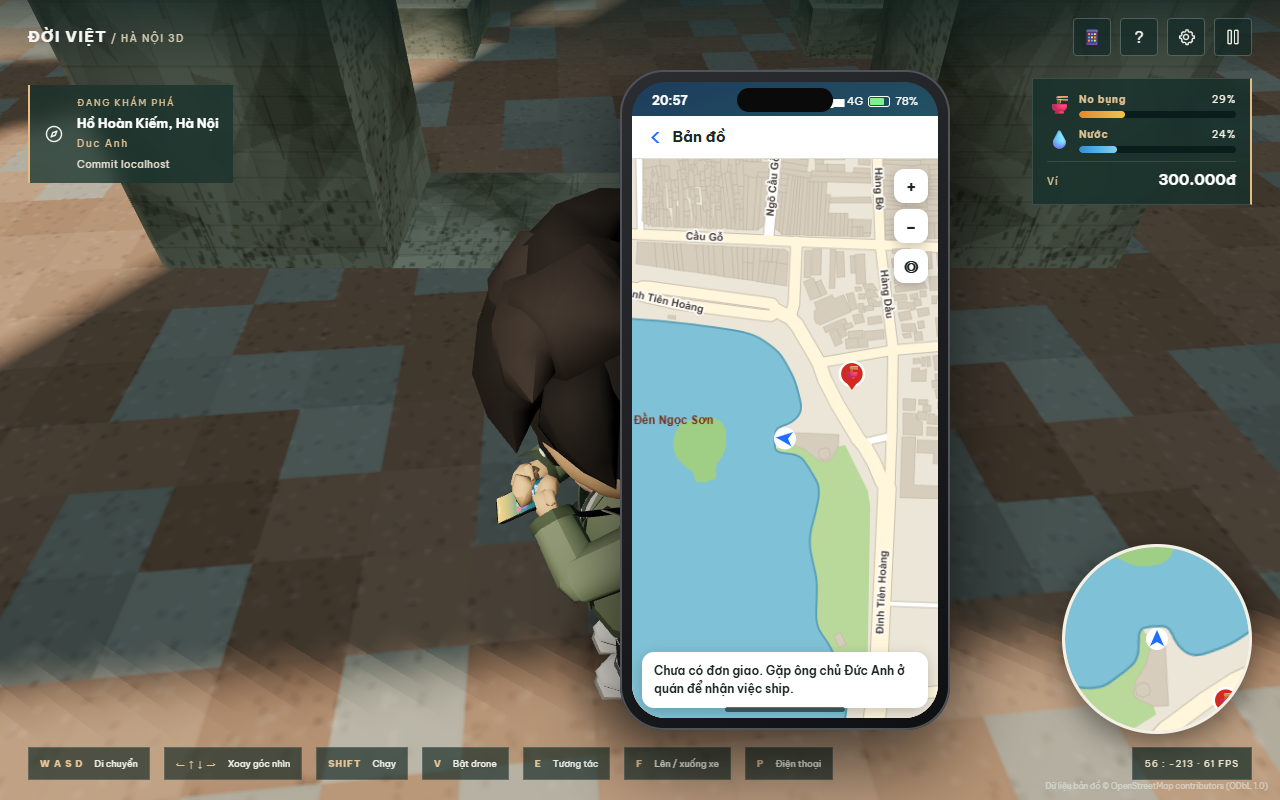 ĐỜI VIỆT / HÀ NỘI 3D
?
ĐANG KHÁM PHÁ
Hồ Hoàn Kiếm, Hà Nội
Duc Anh
Commit localhost
No bụng 29%
Nước 24%
Ví 300.000đ
20:57 4G 78%
Bản đồ
+
−
Ngõ Cầu Gỗ
Hàng Bè
Cầu Gỗ
Hàng Dầu
nh Tiên Hoàng
Đền Ngọc Sơn
Đinh Tiên Hoàng
Chưa có đơn giao. Gặp ông chủ Đức Anh ở
quán để nhận việc ship.
W A S D Di chuyển
←↑↓→ Xoay góc nhìn
SHIFT Chạy
V Bật drone
E Tương tác
F Lên / xuống xe
P Điện thoại
56 : -213 · 61 FPS
Dữ liệu bản đồ © OpenStreetMap contributors (ODbL 1.0)